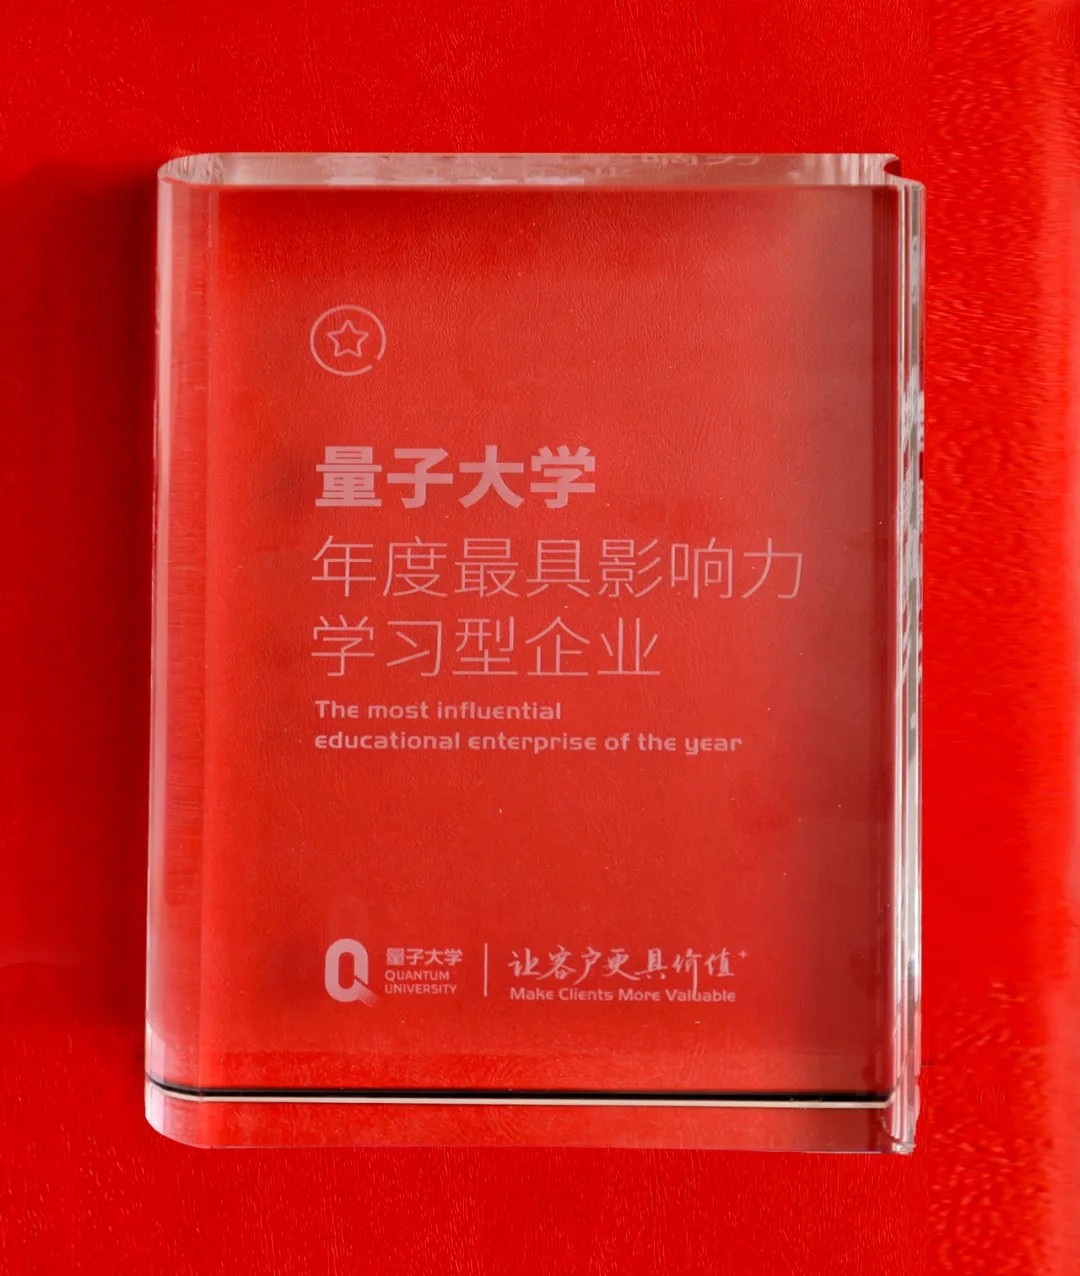 量子大学
年度最具影响力
学习型企业
The most influential
educational enterprise of the year
量子大学
QUANTUM
UNIVERSITY
让客户更具价值+
Make Clients More Valuable